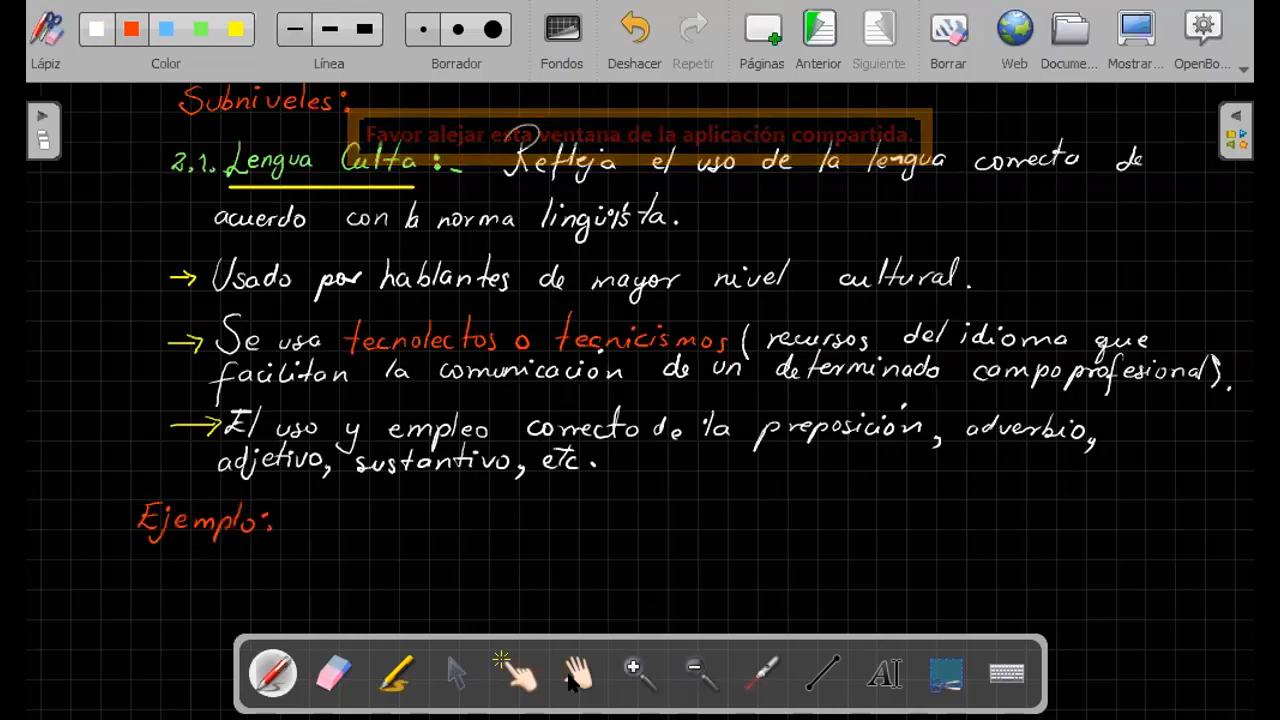 Lápiz Color Línea Borrador Fondos Deshacer Repetir Páginas Anterior Siguiente Borrar Web Docume... Mostrar... OpenBo...
Subniveles:
Favor alejar esta ventana de la aplicación compartida.
2.1. Lengua Culta :_ Refleja el uso de la lengua correcta de
acuerdo con la norma lingüista.
→ Usado por hablantes de mayor nivel cultural.
→ Se usa tecnolectos o tecnicismos ( recursos del idioma que
facilitan la comunicación de un determinado campo profesional).
→ El uso y empleo correcto de la preposición, adverbio,
adjetivo, sustantivo, etc.
Ejemplo:
AI